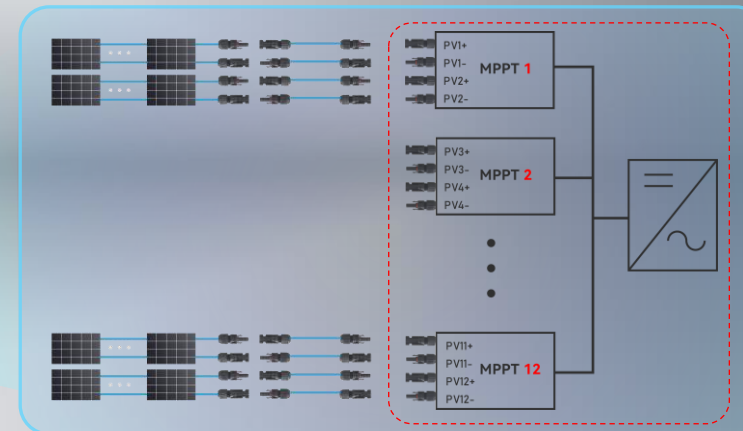 PV1+
PV1-
MPPT 1
PV2+
PV2-
PV3+
PV3-
MPPT 2
PV4+
PV4-
PV11+
PV11-
MPPT 12
PV12+
PV12-